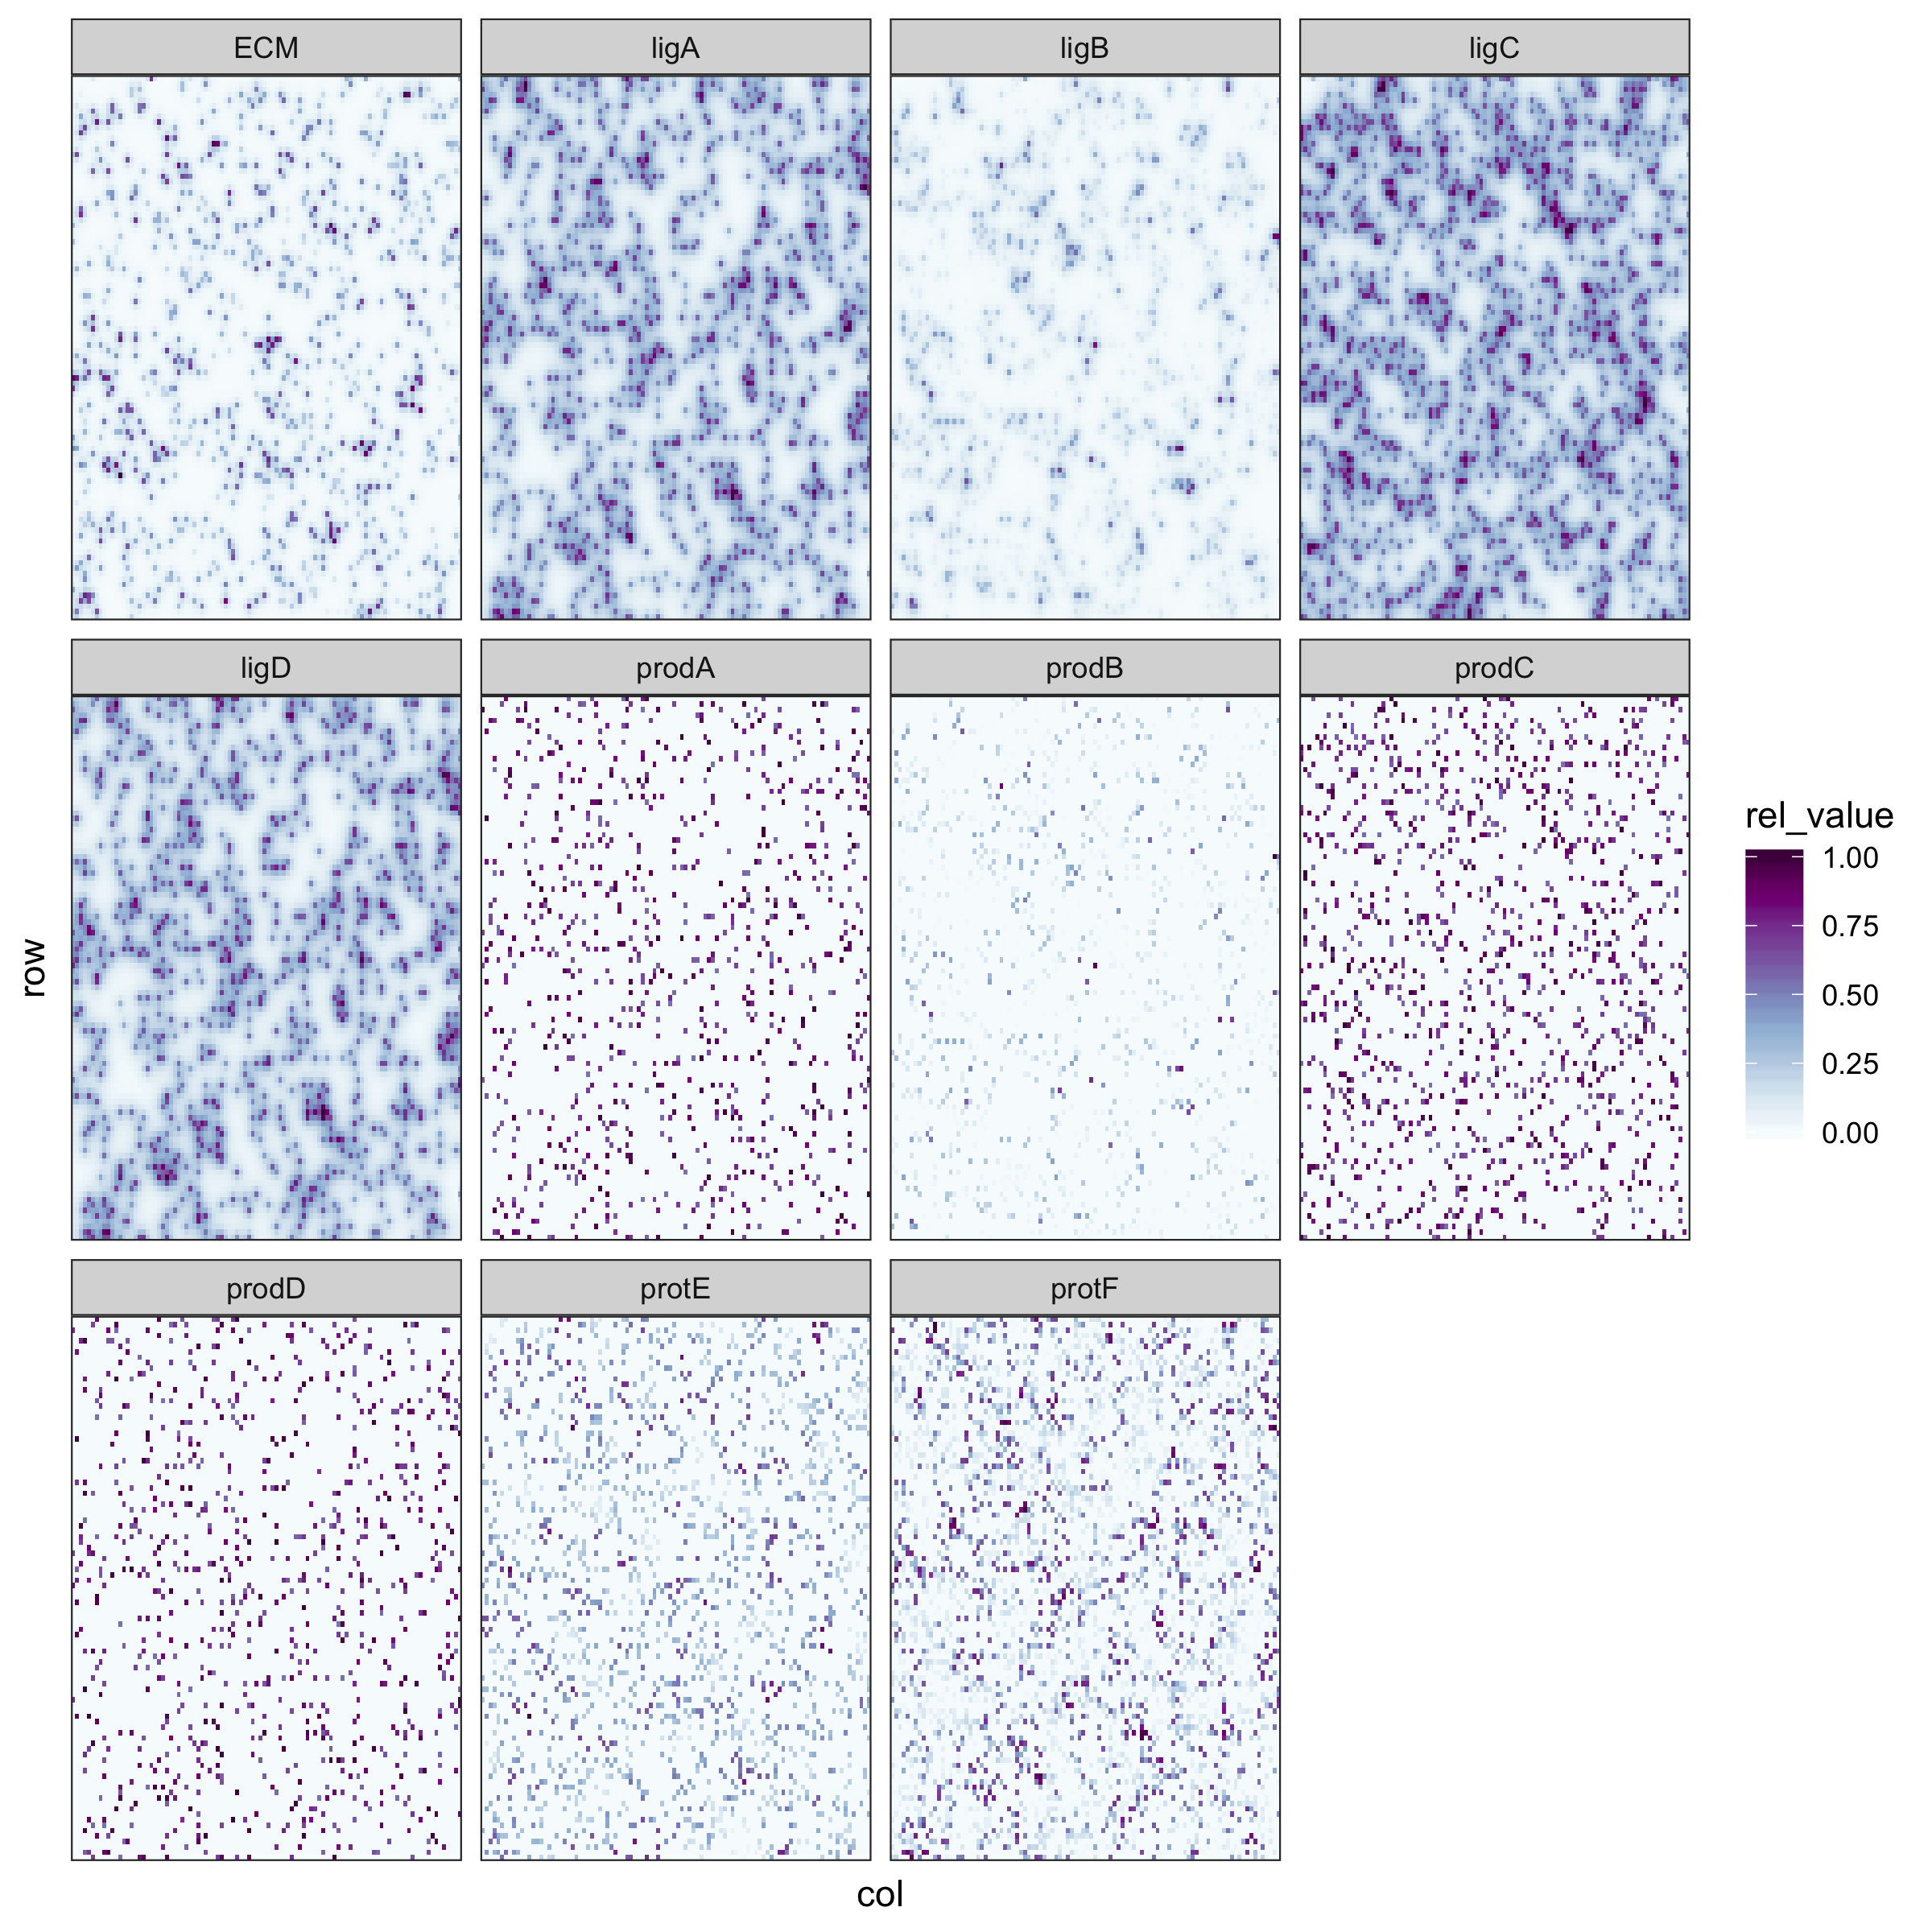 ECM
ligA
ligB
ligC
ligD
prodA
prodB
prodC
prodD
protE
protF
row
col
rel_value
1.00
0.75
0.50
0.25
0.00